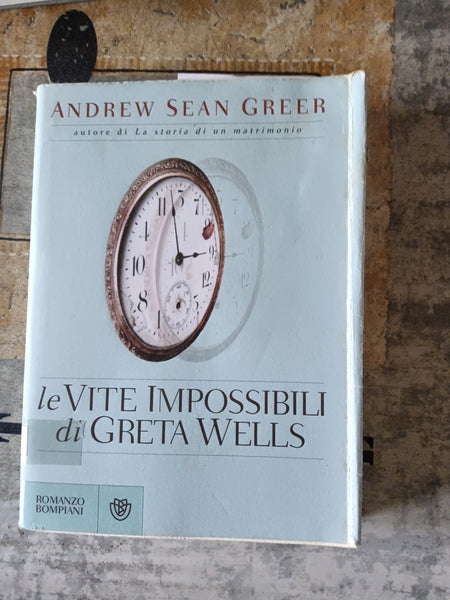 ANDREW SEAN GREER
autore di La storia di un matrimonio
le VITE IMPOSSIBILI
di GRETA WELLS
ROMANZO
BOMPIANI